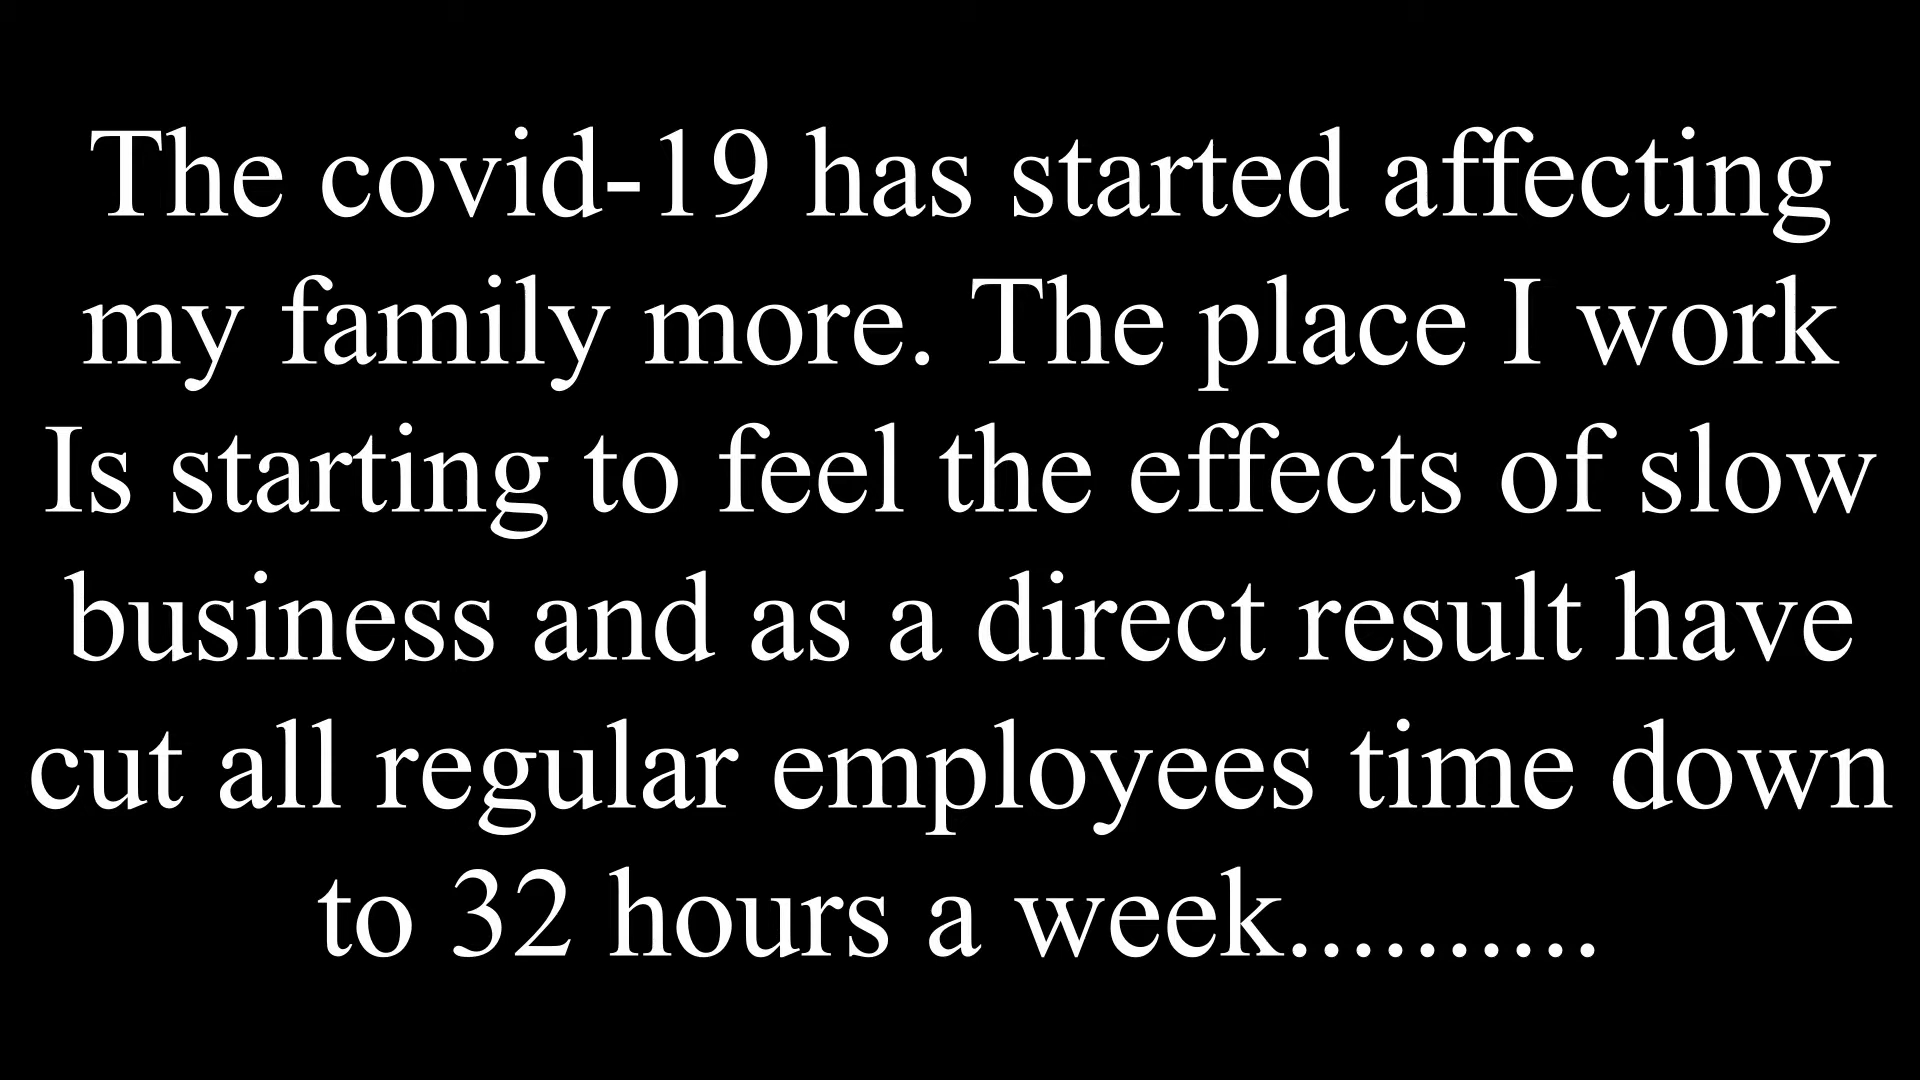 The covid-19 has started affecting
my family more. The place I work
Is starting to feel the effects of slow
business and as a direct result have
cut all regular employees time down
to 32 hours a week..........